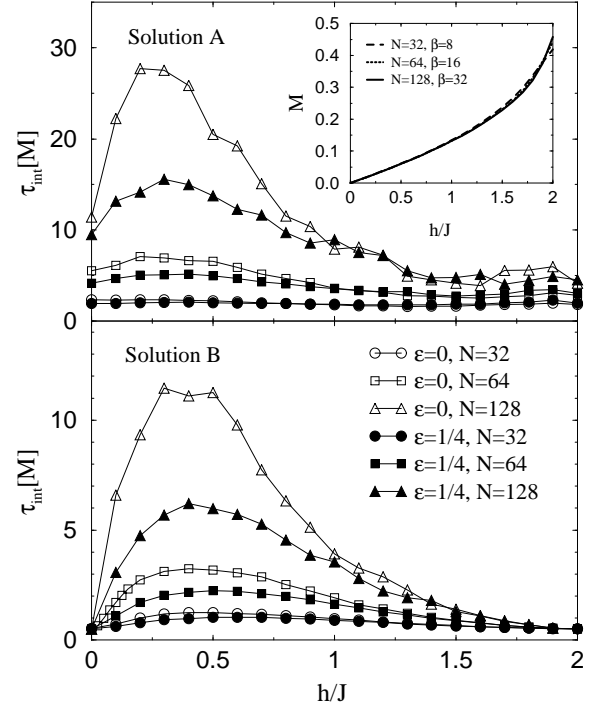 Solution A
τint[M]
30
20
10
0
M
0.5
0.4
0.3
0.2
0.1
0.0
N=32, β=8
N=64, β=16
N=128, β=32
0 0.5 1 1.5 2
h/J
Solution B
τint[M]
10
5
0
ε=0, N=32
ε=0, N=64
ε=0, N=128
ε=1/4, N=32
ε=1/4, N=64
ε=1/4, N=128
0 0.5 1 1.5 2
h/J